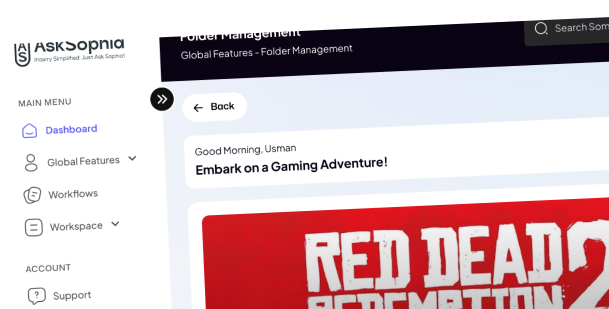 AskSophia
Inquiry Simplified: Just Ask Sophia!
MAIN MENU
Dashboard
Global Features
Workflows
Workspace
ACCOUNT
Support
Folder Management
Global Features - Folder Management
Search Som
Back
Good Morning, Usman
Embark on a Gaming Adventure!
RED DEAD
REDEMPTION 2